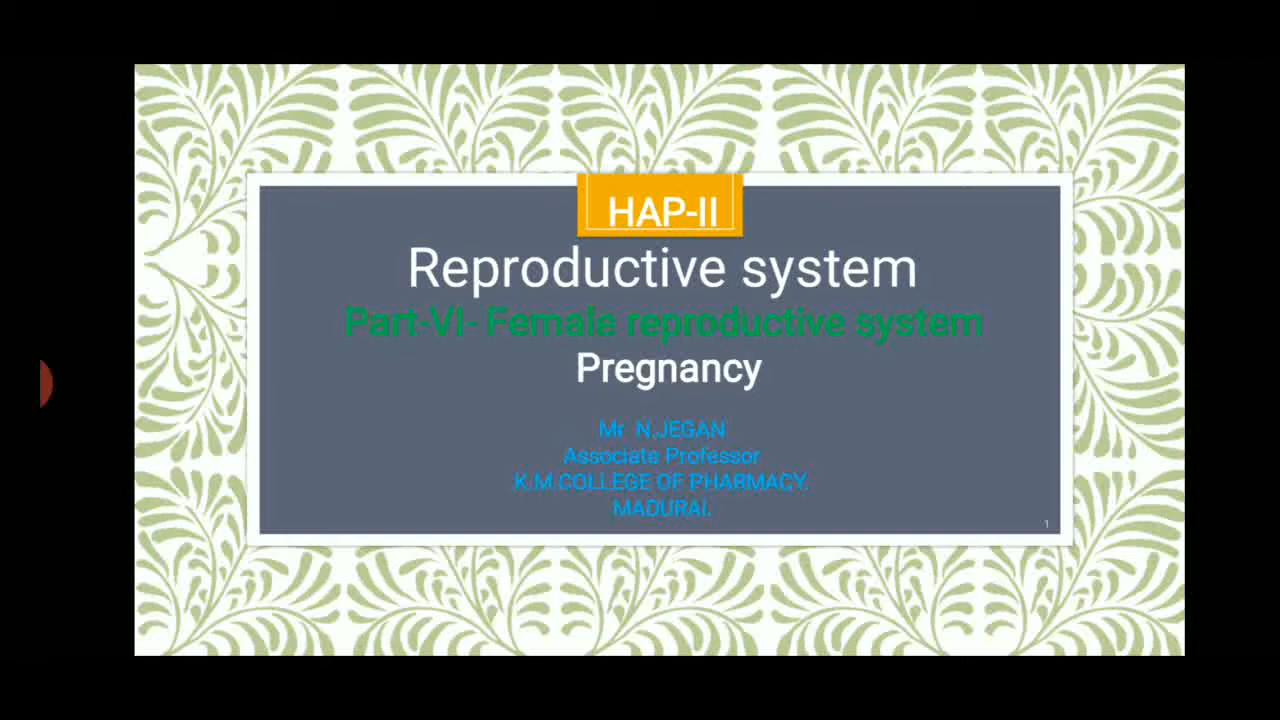 HAP-II
Reproductive system
Part-VI- Female reproductive system
Pregnancy
Mr N.JEGAN
Associate Professor
K.M.COLLEGE OF PHARMACY.
MADURAI.
1